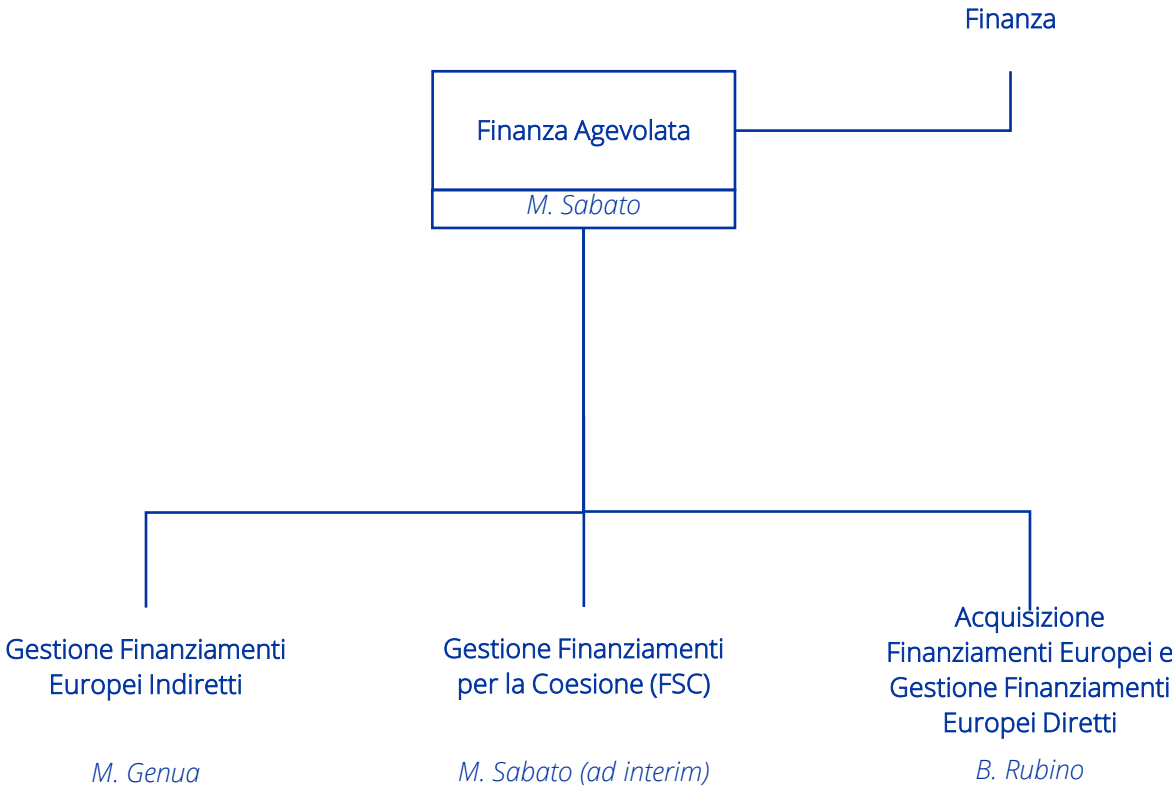 Finanza
Finanza Agevolata
M. Sabato
Gestione Finanziamenti
Europei Indiretti
M. Genua
Gestione Finanziamenti
per la Coesione (FSC)
M. Sabato (ad interim)
Acquisizione
Finanziamenti Europei e
Gestione Finanziamenti
Europei Diretti
B. Rubino